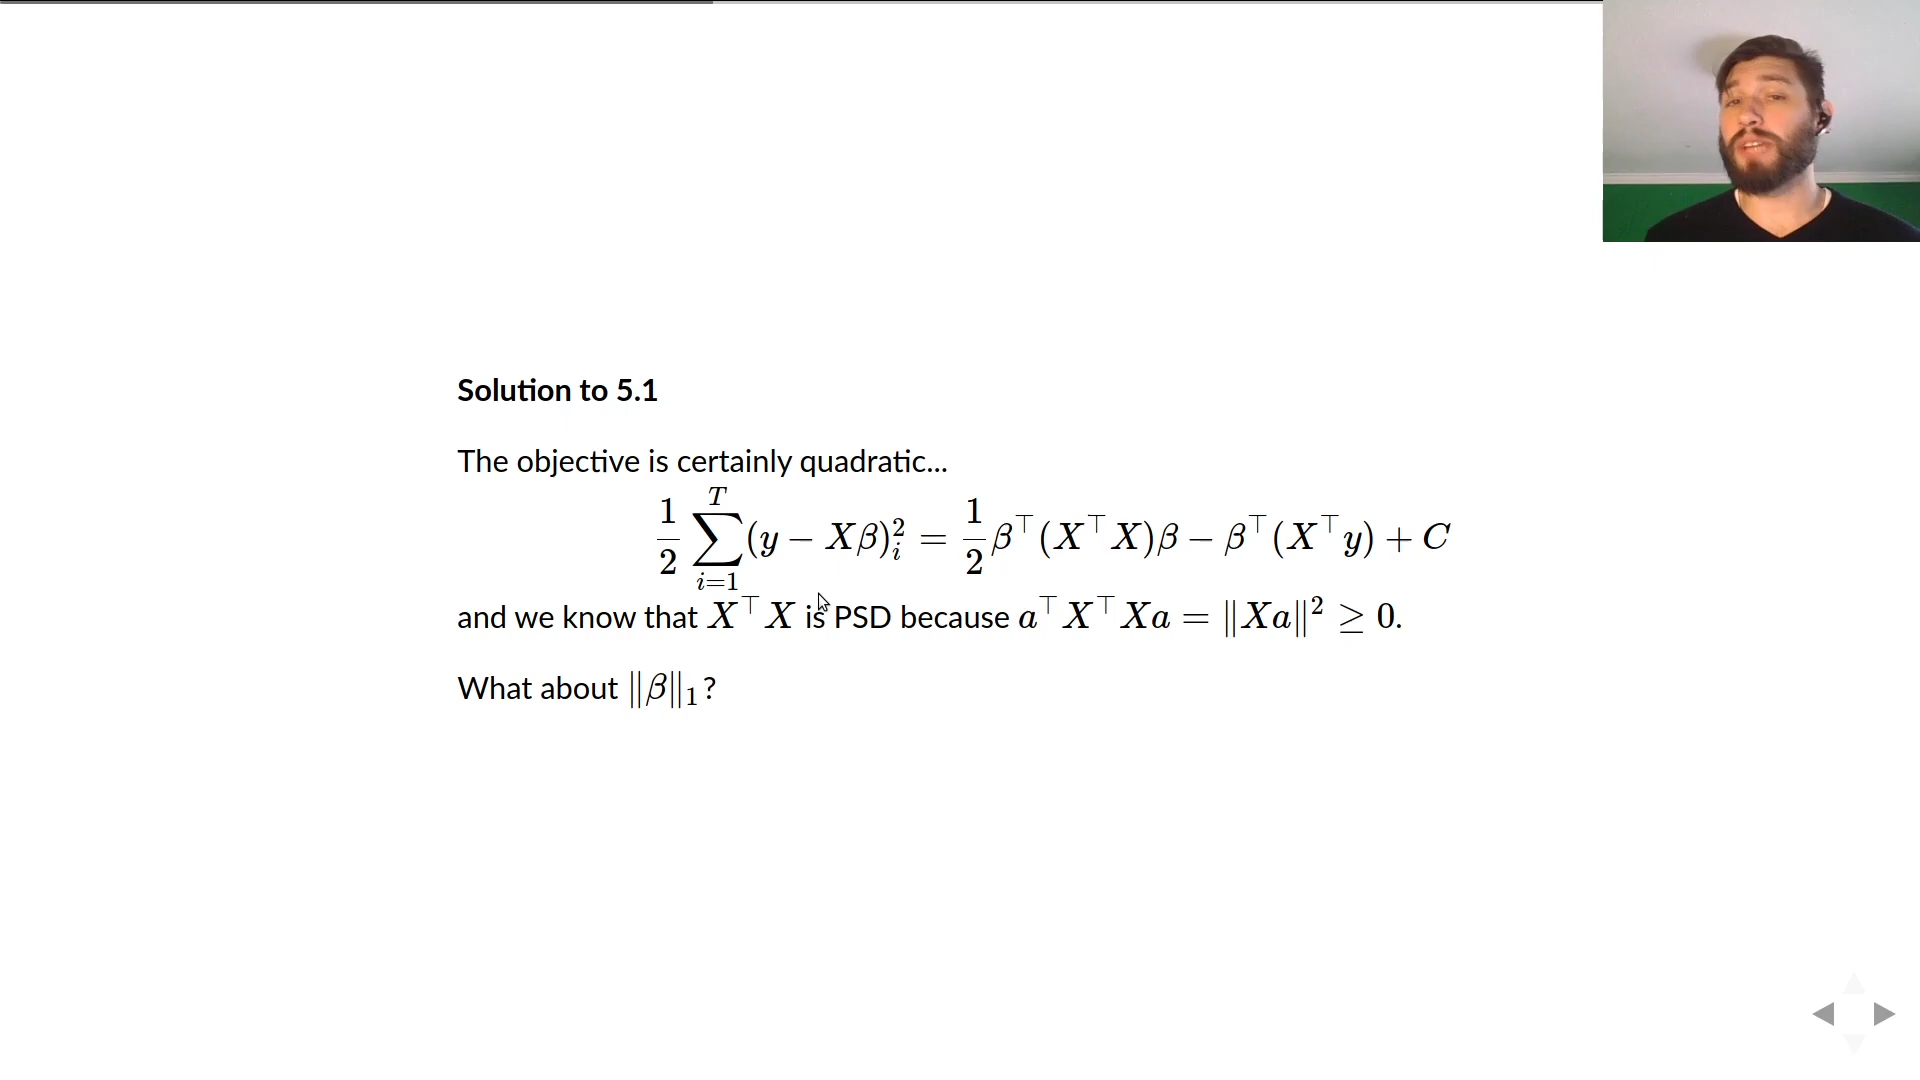 Solution to 5.1
The objective is certainly quadratic...
$\frac{1}{2} \sum_{i=1}^{T} (y - X\beta)_i^2 = \frac{1}{2} \beta^\top (X^\top X)\beta - \beta^\top (X^\top y) + C$
and we know that $X^\top X$ is PSD because $a^\top X^\top Xa = \|Xa\|^2 \geq 0$.
What about $\|\beta\|_1$?